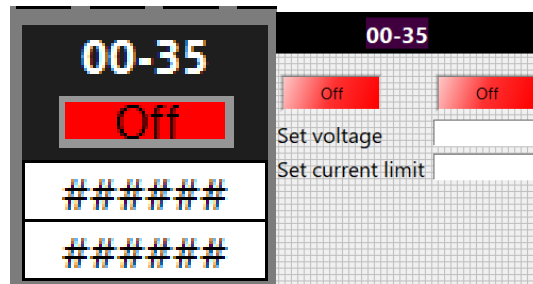 00-35
Off
######
######
00-35
Off Off
Set voltage
Set current limit